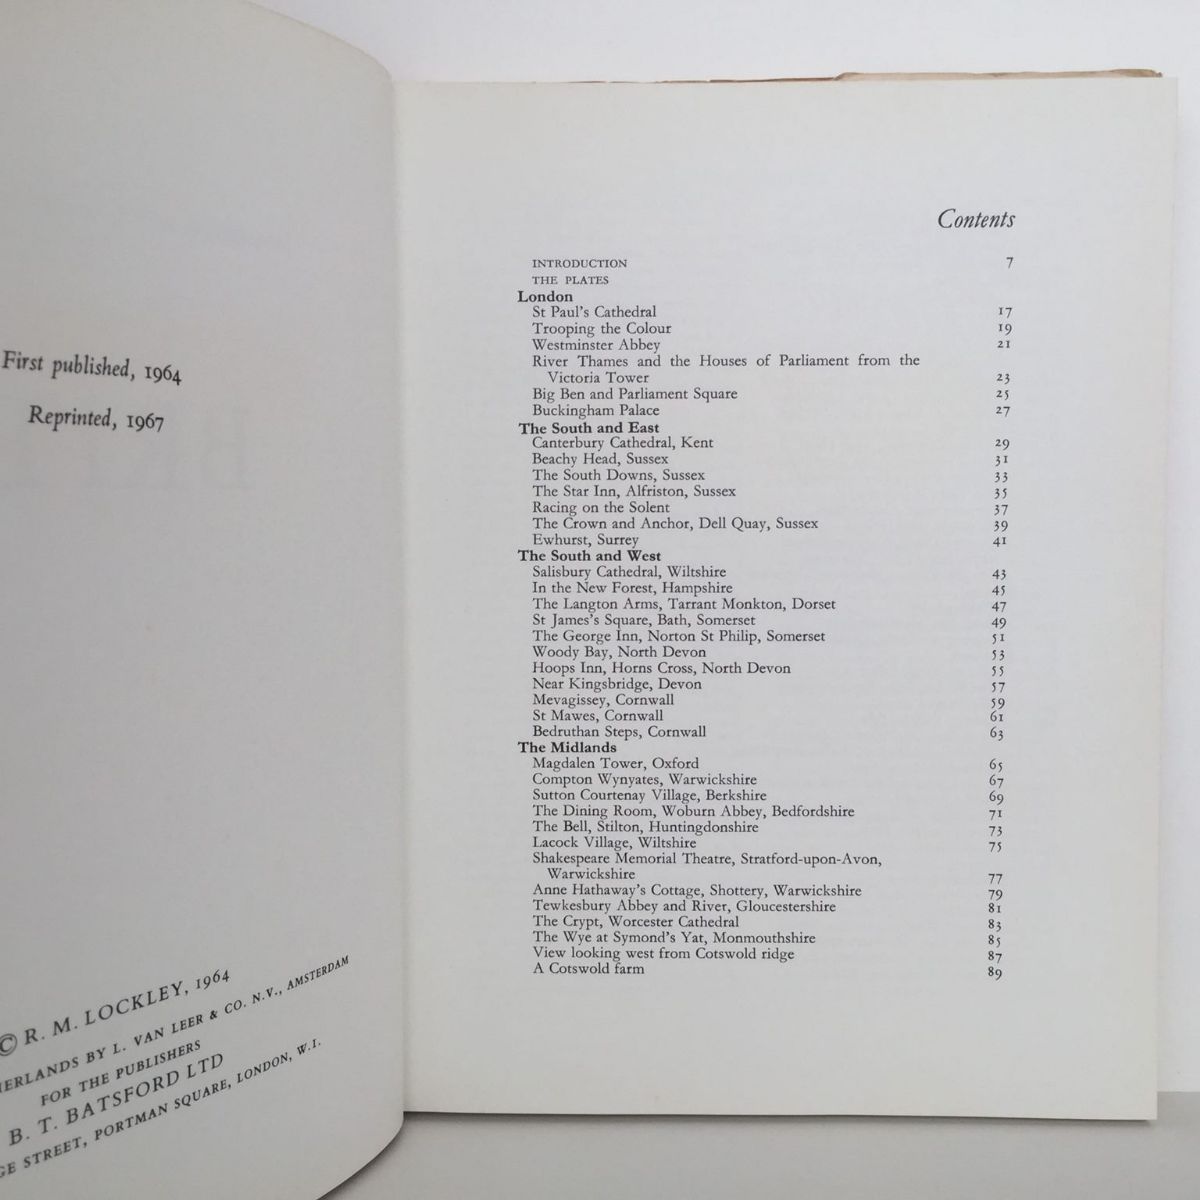 First published, 1964
Reprinted, 1967
© R. M. LOCKLEY, 1964
BY L. VAN LEER & CO. N.V., AMSTERDAM
FOR THE PUBLISHERS
B. T. BATSFORD LTD
STREET, PORTMAN SQUARE, LONDON, W.I.
Contents
INTRODUCTION 7
THE PLATES
London
St Paul's Cathedral 17
Trooping the Colour 19
Westminster Abbey 21
River Thames and the Houses of Parliament from the
Victoria Tower 23
Big Ben and Parliament Square 25
Buckingham Palace 27
The South and East
Canterbury Cathedral, Kent 29
Beachy Head, Sussex 31
The South Downs, Sussex 33
The Star Inn, Alfriston, Sussex 35
Racing on the Solent 37
The Crown and Anchor, Dell Quay, Sussex 39
Ewhurst, Surrey 41
The South and West
Salisbury Cathedral, Wiltshire 43
In the New Forest, Hampshire 45
The Langton Arms, Tarrant Monkton, Dorset 47
St James's Square, Bath, Somerset 49
The George Inn, Norton St Philip, Somerset 51
Woody Bay, North Devon 53
Hoops Inn, Horns Cross, North Devon 55
Near Kingsbridge, Devon 57
Mevagissey, Cornwall 59
St Mawes, Cornwall 61
Bedruthan Steps, Cornwall 63
The Midlands
Magdalen Tower, Oxford 65
Compton Wynyates, Warwickshire 67
Sutton Courtenay Village, Berkshire 69
The Dining Room, Woburn Abbey, Bedfordshire 71
The Bell, Stilton, Huntingdonshire 73
Lacock Village, Wiltshire 75
Shakespeare Memorial Theatre, Stratford-upon-Avon,
Warwickshire 77
Anne Hathaway's Cottage, Shottery, Warwickshire 79
Tewkesbury Abbey and River, Gloucestershire 81
The Crypt, Worcester Cathedral 83
The Wye at Symond's Yat, Monmouthshire 85
View looking west from Cotswold ridge 87
A Cotswold farm 89